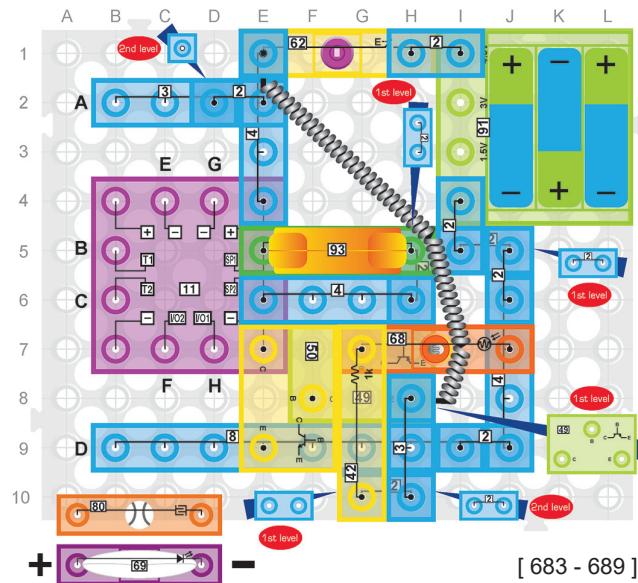 A B C D E F G H I J K L
1 62 E 2
2nd level
2 A 3 2 3V 91
1st level
3 4 2 1.5V
E G
4 + − − +
B T1 SP1 93 2 2 5
2 1st level
C T2 11 SP2 4 2 6
− I/O2 I/O1 −
7 50 68
F H C 1k E
8 B 49 4 1st level
49 B C E C E
D 8 E C B E 3 2 9
10 42 2 2
80 1st level 2nd level
+ 69 − [ 683 - 689 ]